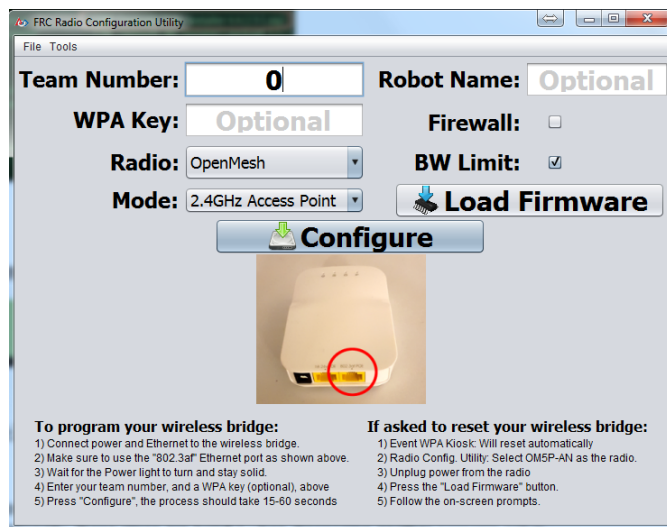 FRC Radio Configuration Utility
File Tools
Team Number: 0 Robot Name: Optional
WPA Key: Optional Firewall:
Radio: OpenMesh BW Limit:
Mode: 2.4GHz Access Point Load Firmware
Configure
To program your wireless bridge:
1) Connect power and Ethernet to the wireless bridge.
2) Make sure to use the "802.3af" Ethernet port as shown above.
3) Wait for the Power light to turn and stay solid.
4) Enter your team number, and a WPA key (optional), above
5) Press "Configure", the process should take 15-60 seconds
If asked to reset your wireless bridge:
1) Event WPA Kiosk: Will reset automatically
2) Radio Config. Utility: Select OM5P-AN as the radio.
3) Unplug power from the radio
4) Press the "Load Firmware" button.
5) Follow the on-screen prompts.